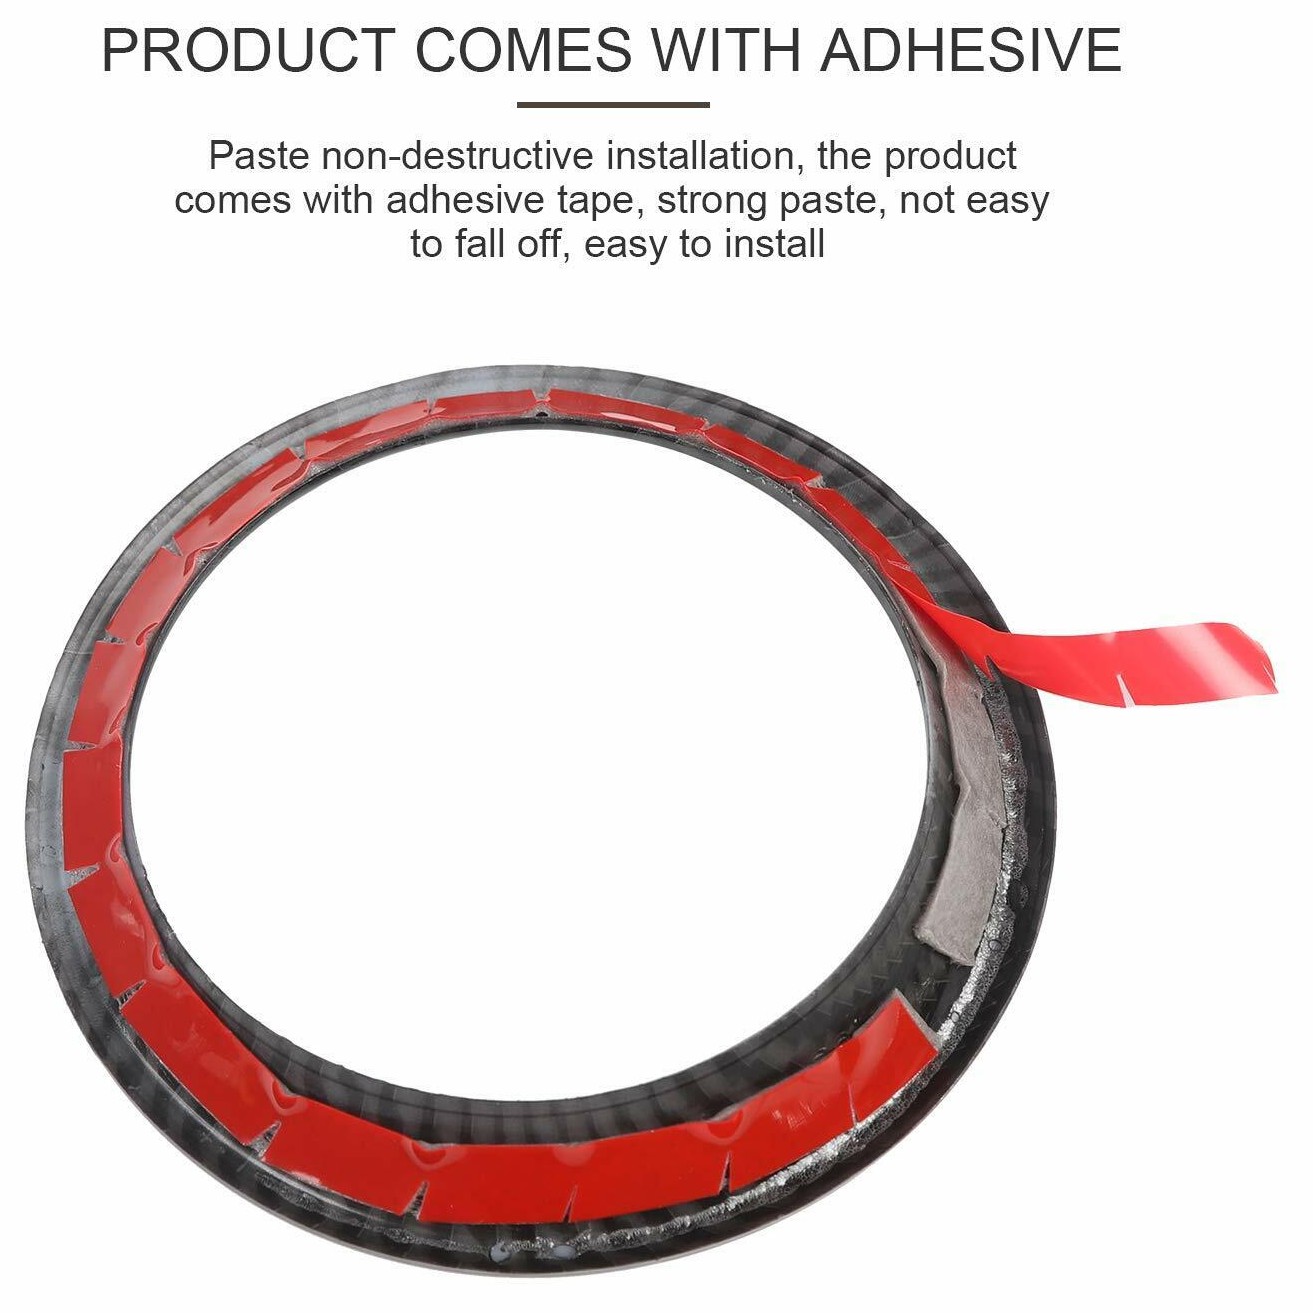 PRODUCT COMES WITH ADHESIVE
Paste non-destructive installation, the product
comes with adhesive tape, strong paste, not easy
to fall off, easy to install